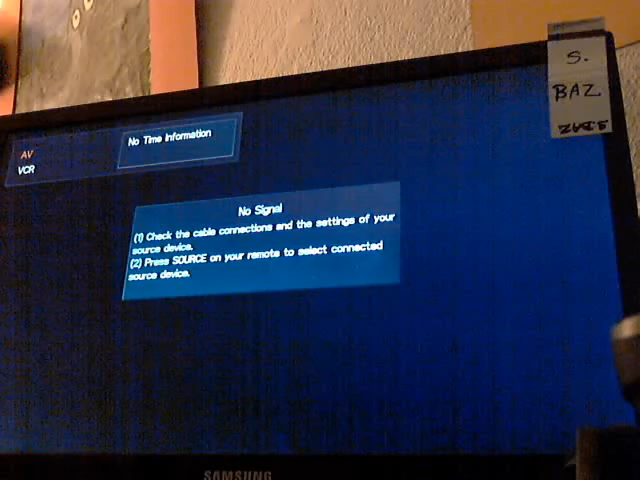 S.
BAZ
S.BAZ
AV
VCR
No Time Information
No Signal
(1) Check the cable connections and the settings of your
source device.
(2) Press SOURCE on your remote to select connected
source device.
SAMSUNG